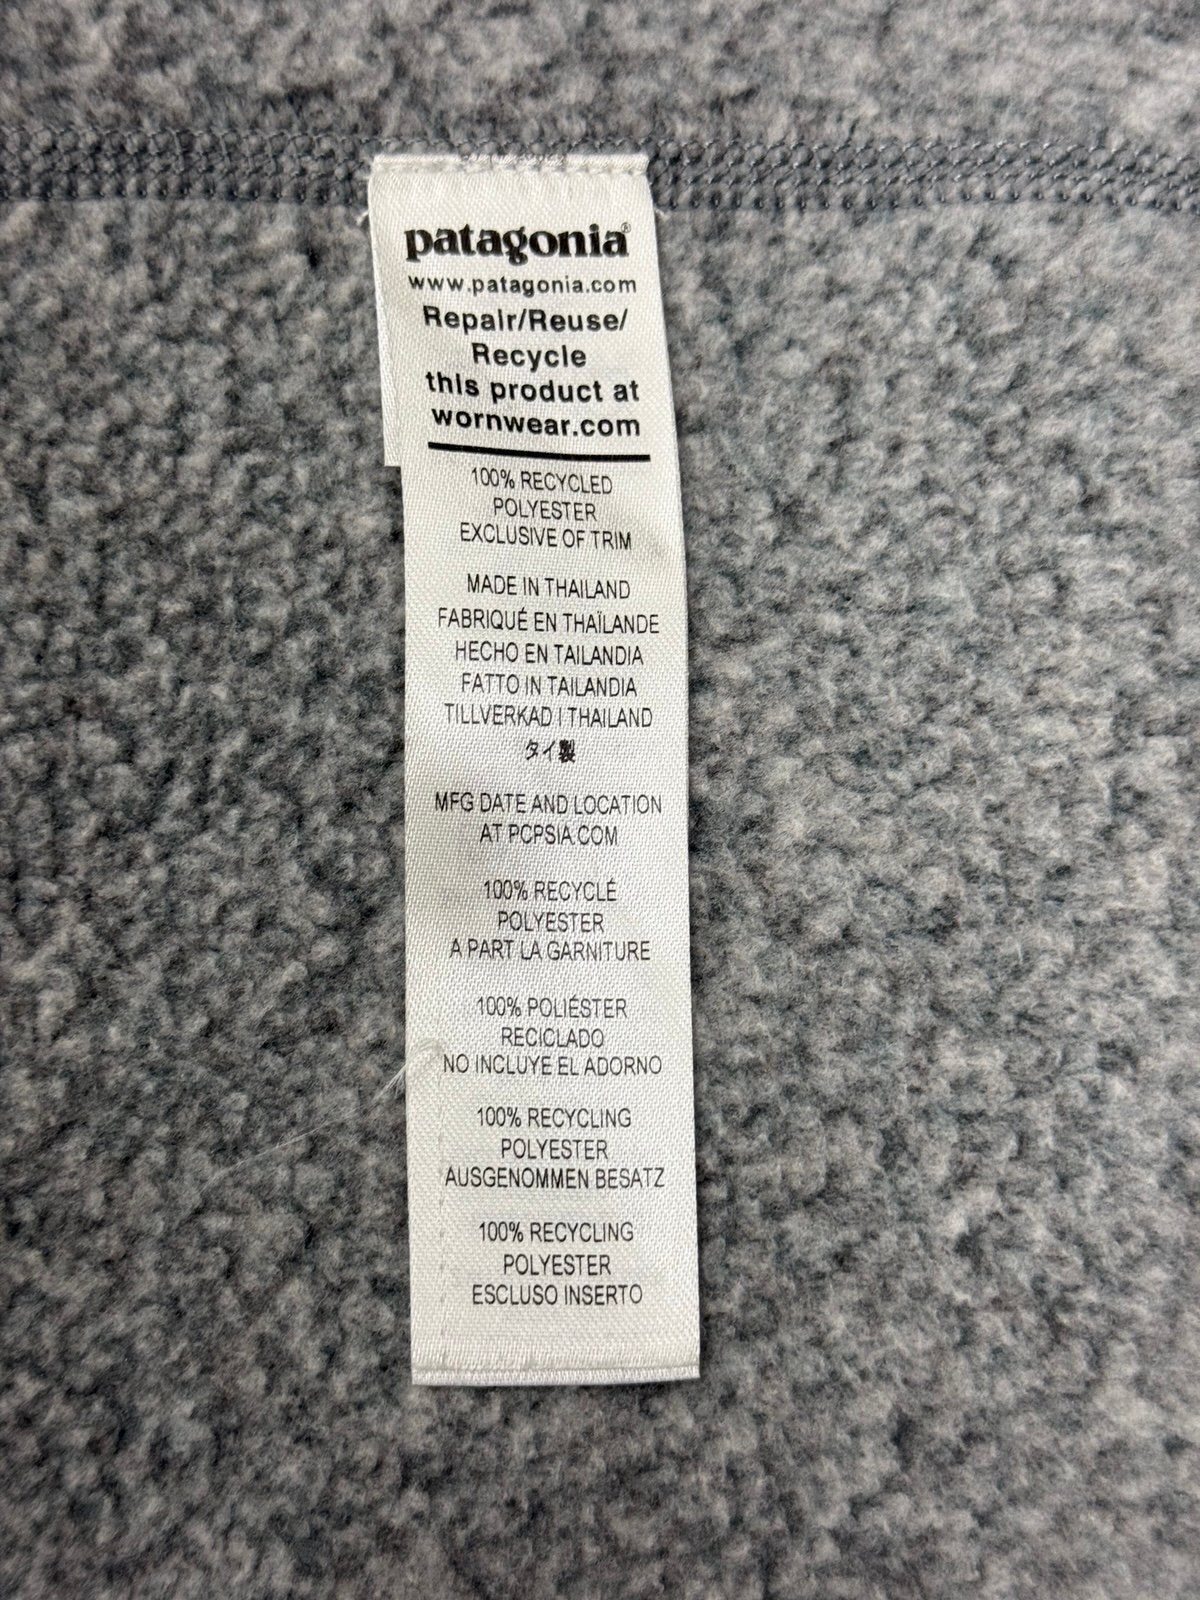 patagonia®
www.patagonia.com
Repair/Reuse/
Recycle
this product at
wornwear.com
100% RECYCLED
POLYESTER
EXCLUSIVE OF TRIM
MADE IN THAILAND
FABRIQUÉ EN THAÏLANDE
HECHO EN TAILANDIA
FATTO IN TAILANDIA
TILLVERKAD I THAILAND
タイ製
MFG DATE AND LOCATION
AT PCPSIA.COM
100% RECYCLÉ
POLYESTER
A PART LA GARNITURE
100% POLIÉSTER
RECICLADO
NO INCLUYE EL ADORNO
100% RECYCLING
POLYESTER
AUSGENOMMEN BESATZ
100% RECYCLING
POLYESTER
ESCLUSO INSERTO